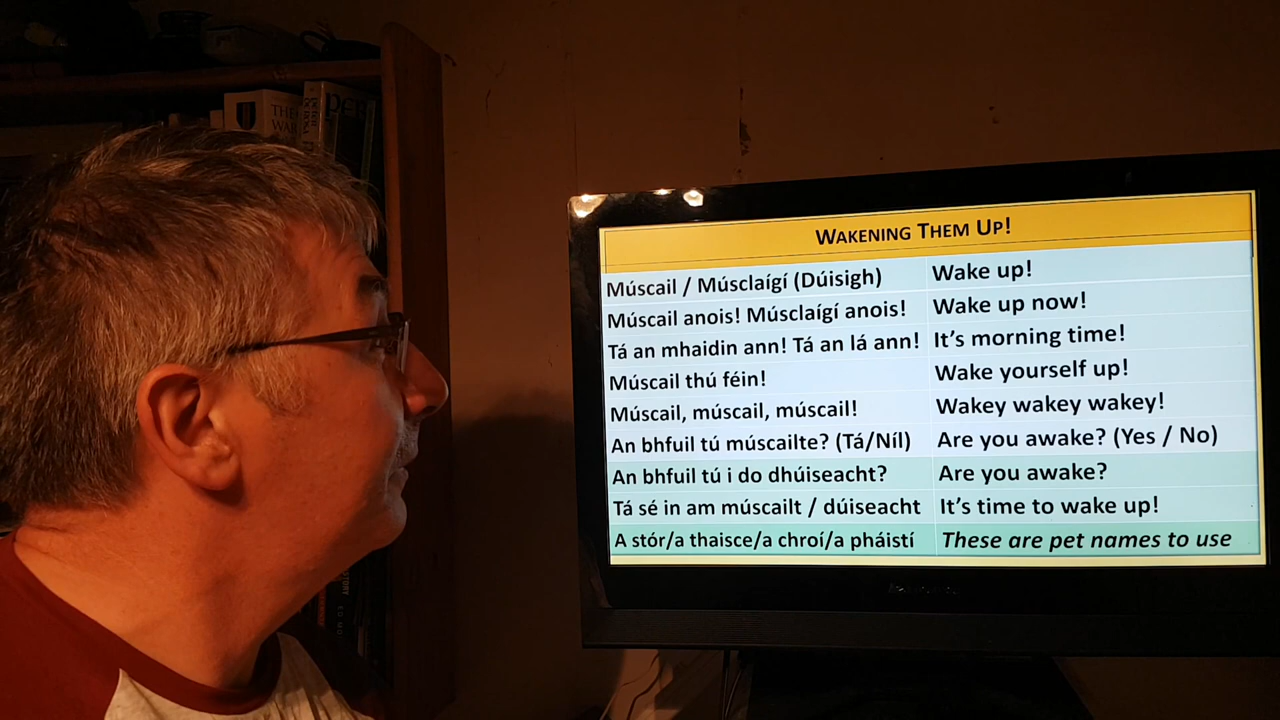 THE
WAR
WAKENING THEM UP!
Múscail / Músclaígí (Dúisigh) Wake up!
Múscail anois! Músclaígí anois! Wake up now!
Tá an mhaidin ann! Tá an lá ann! It's morning time!
Múscail thú féin! Wake yourself up!
Múscail, múscail, múscail! Wakey wakey wakey!
An bhfuil tú múscailte? (Tá/Níl) Are you awake? (Yes / No)
An bhfuil tú i do dhúiseacht? Are you awake?
Tá sé in am múscailt / dúiseacht It's time to wake up!
A stór/a thaisce/a chroí/a pháistí These are pet names to use